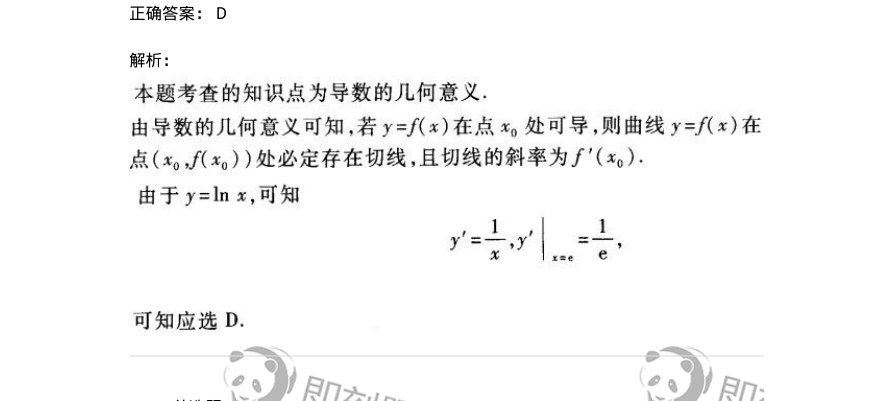 正确答案： D
解析：
本题考查的知识点为导数的几何意义.
由导数的几何意义可知,若 y=f(x)在点 x₀ 处可导,则曲线 y=f(x)在
点(x₀,f(x₀))处必定存在切线,且切线的斜率为 f′(x₀).
由于 y=ln x,可知
y′=1/x,y′|ₓ₌ₑ=1/e,
可知应选 D.